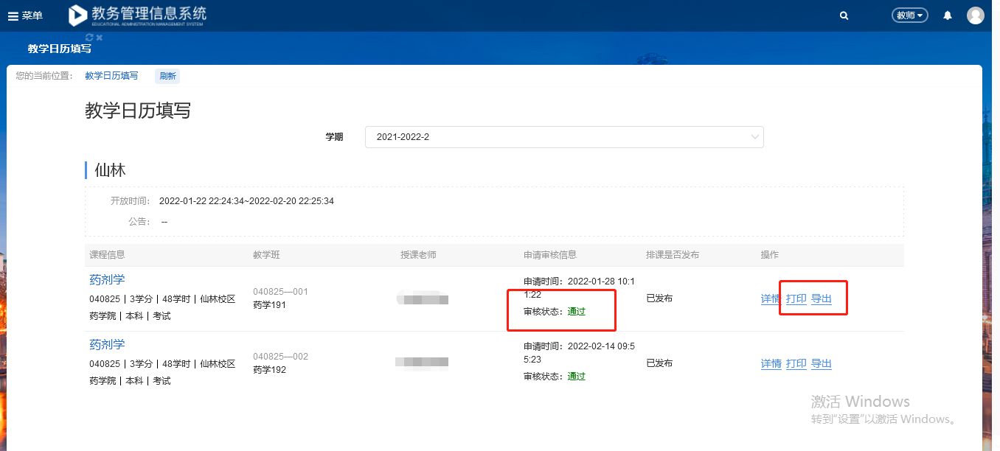 菜单
教务管理信息系统
EDUCATIONAL ADMINISTRATION MANAGEMENT SYSTEM
教师
教学日历填写
您的当前位置： 教学日历填写 刷新
教学日历填写
学期 2021-2022-2
仙林
开放时间： 2022-01-22 22:24:34~2022-02-20 22:25:34
公告： --
课程信息 教学班 授课老师 申请审核信息 排课是否发布 操作
药剂学
040825 | 3学分 | 48学时 | 仙林校区
药学院 | 本科 | 考试
040825—001
药学191
申请时间：2022-01-28 10:1
1:22
审核状态：通过
已发布
详情 打印 导出
药剂学
040825 | 3学分 | 48学时 | 仙林校区
药学院 | 本科 | 考试
040825—002
药学192
申请时间：2022-02-14 09:5
5:23
审核状态：通过
已发布
详情 打印 导出
激活 Windows
转到"设置"以激活 Windows。